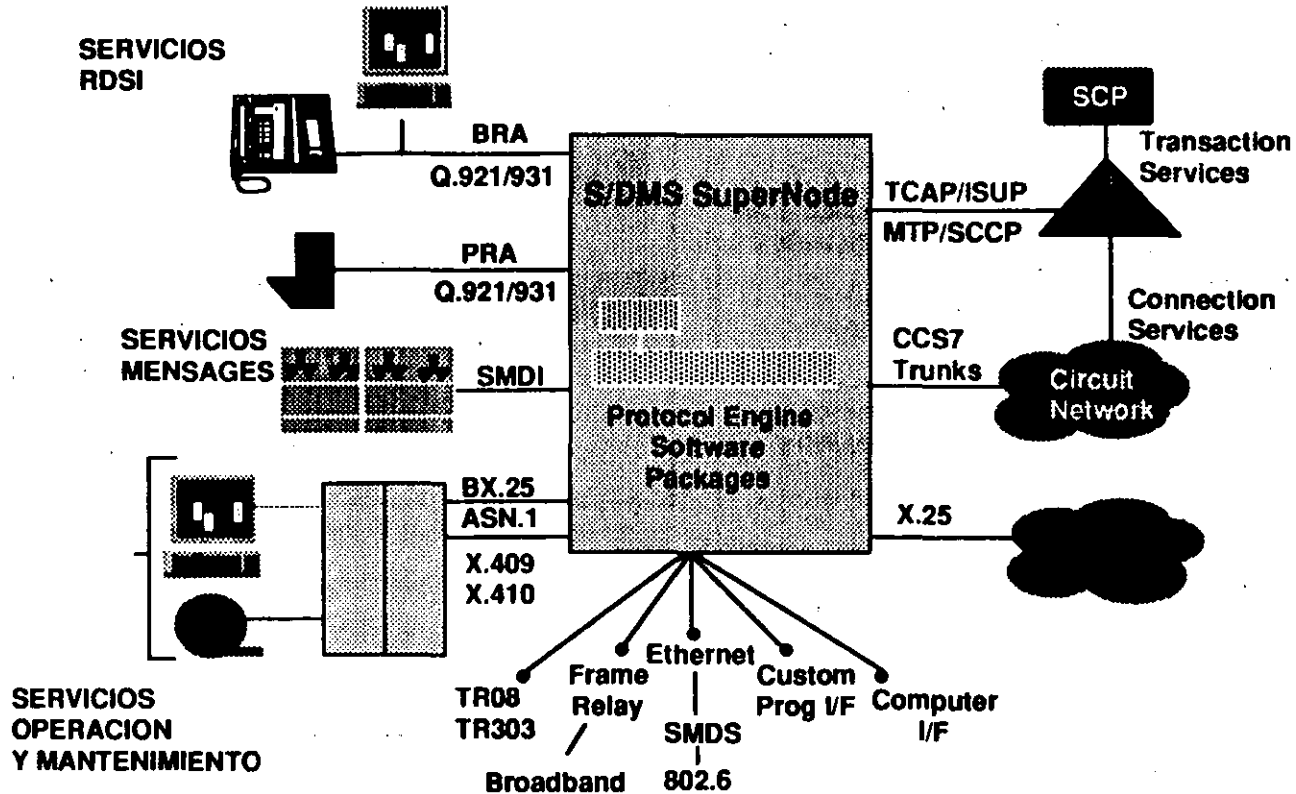 SERVICIOS
RDSI
BRA
Q.921/931
PRA
Q.921/931
SERVICIOS
MENSAGES
SMDI
BX.25
ASN.1
X.409
X.410
SERVICIOS
OPERACION
Y MANTENIMIENTO
S/DMS SuperNode
Protocol Engine
Software
Packages
SCP
Transaction
Services
TCAP/ISUP
MTP/SCCP
Connection
Services
CCS7
Trunks
Circuit
Network
X.25
TR08
TR303
Frame
Relay
Broadband
Ethernet
SMDS
802.6
Custom
Prog I/F
Computer
I/F